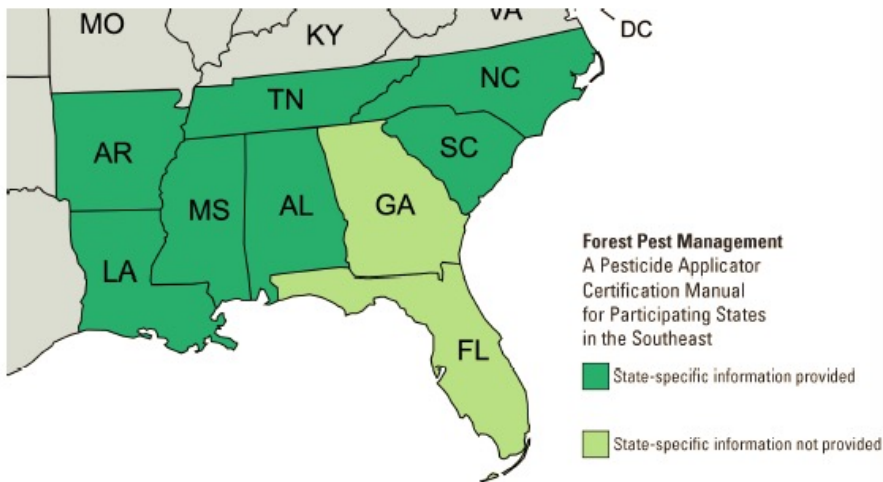 MO
KY
VA
DC
TN
NC
AR
SC
MS
AL
GA
LA
FL
Forest Pest Management
A Pesticide Applicator
Certification Manual
for Participating States
in the Southeast
State-specific information provided
State-specific information not provided